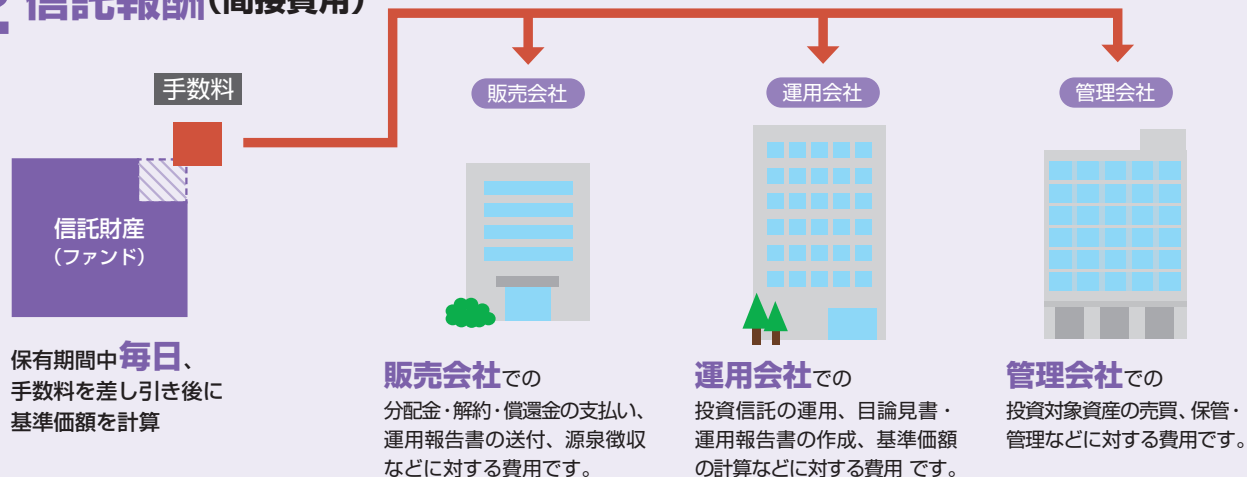 信託報酬(間接費用)
手数料
販売会社
運用会社
管理会社
信託財産
(ファンド)
保有期間中毎日、
手数料を差し引き後に
基準価額を計算
販売会社での
分配金・解約・償還金の支払い、
運用報告書の送付、源泉徴収
などに対する費用です。
運用会社での
投資信託の運用、目論見書・
運用報告書の作成、基準価額
の計算などに対する費用 です。
管理会社での
投資対象資産の売買、保管・
管理などに対する費用です。